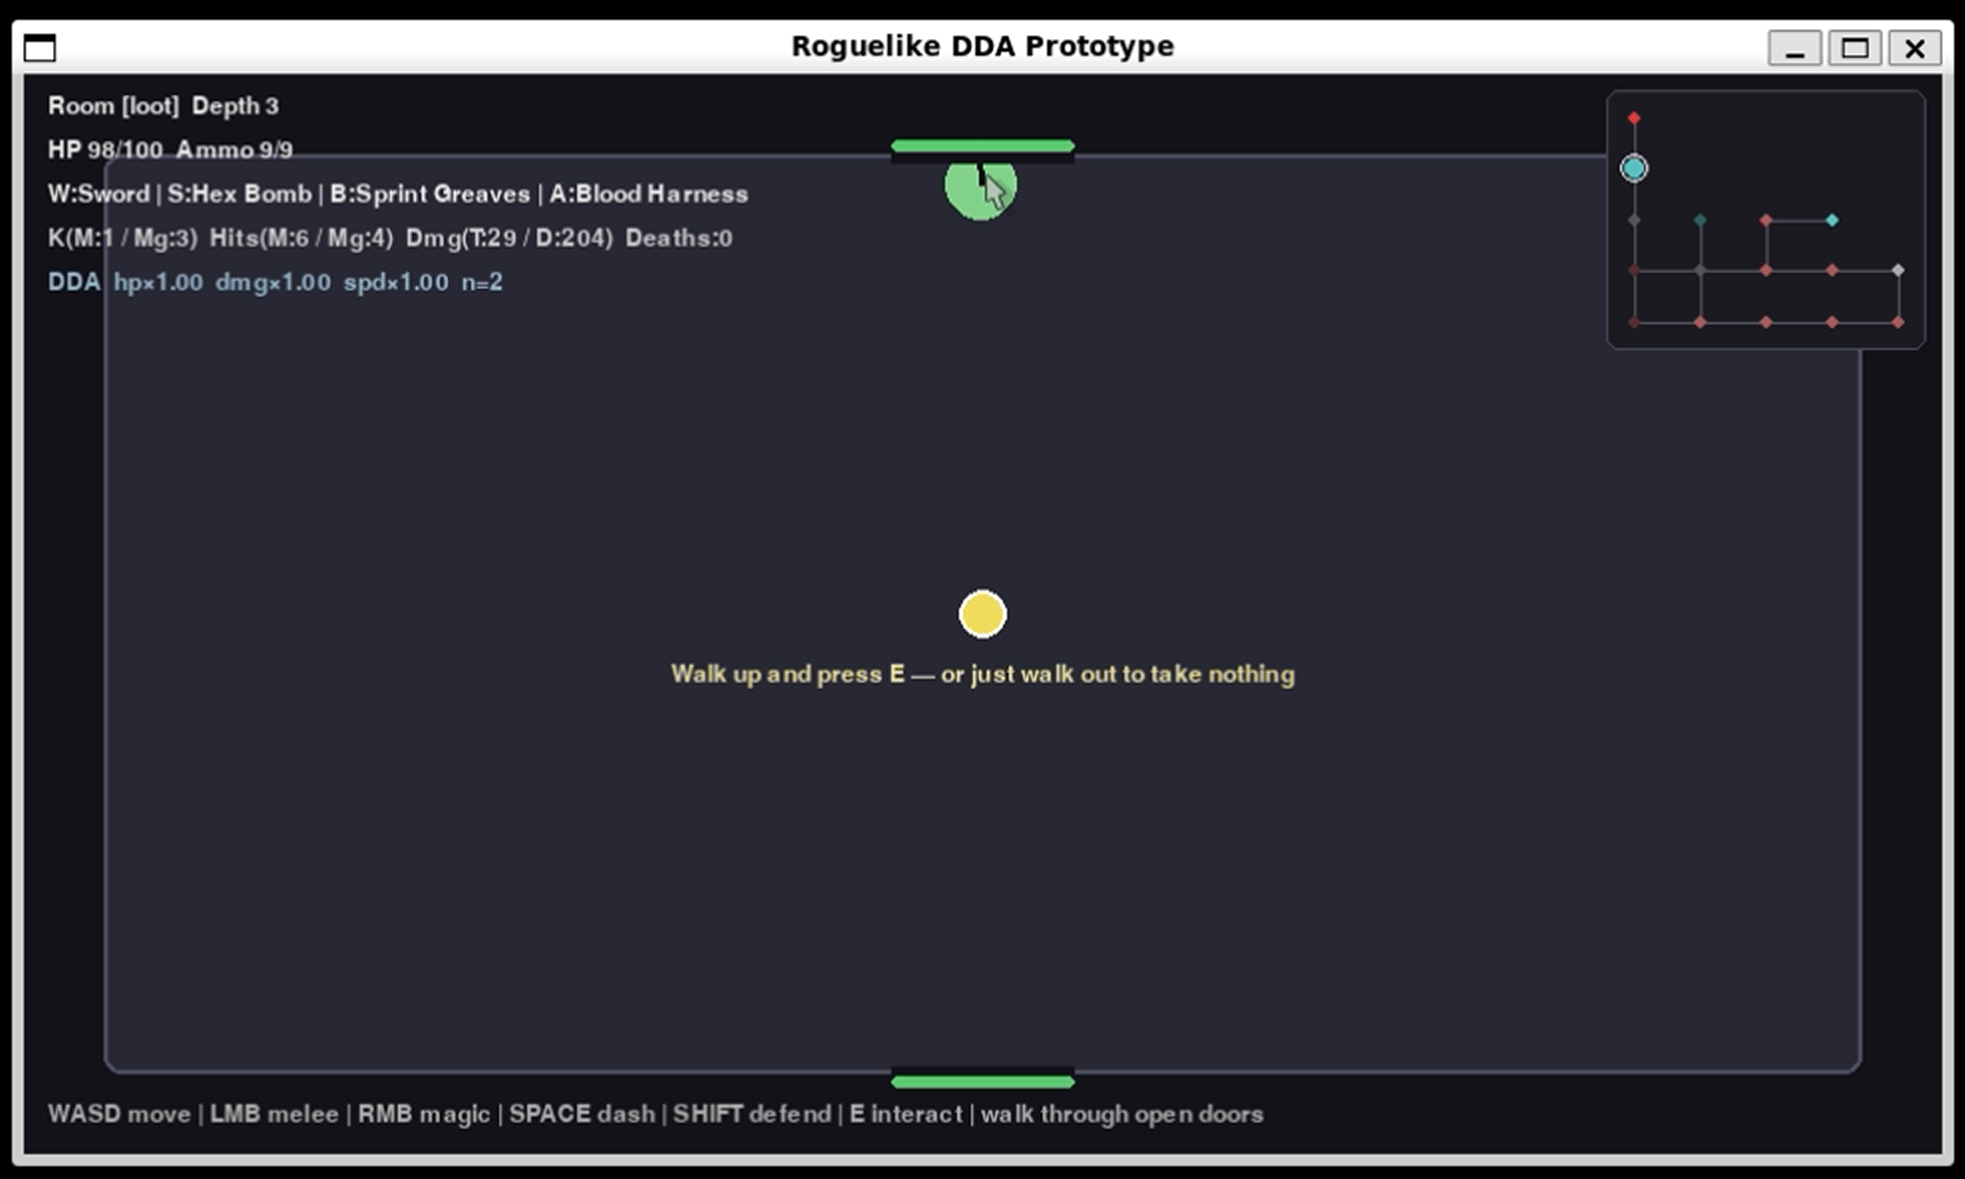 Roguelike DDA Prototype
Room [loot] Depth 3
HP 98/100 Ammo 9/9
W:Sword | S:Hex Bomb | B:Sprint Greaves | A:Blood Harness
K(M:1 / Mg:3) Hits(M:6 / Mg:4) Dmg(T:29 / D:204) Deaths:0
DDA hp×1.00 dmg×1.00 spd×1.00 n=2
Walk up and press E — or just walk out to take nothing
WASD move | LMB melee | RMB magic | SPACE dash | SHIFT defend | E interact | walk through open doors